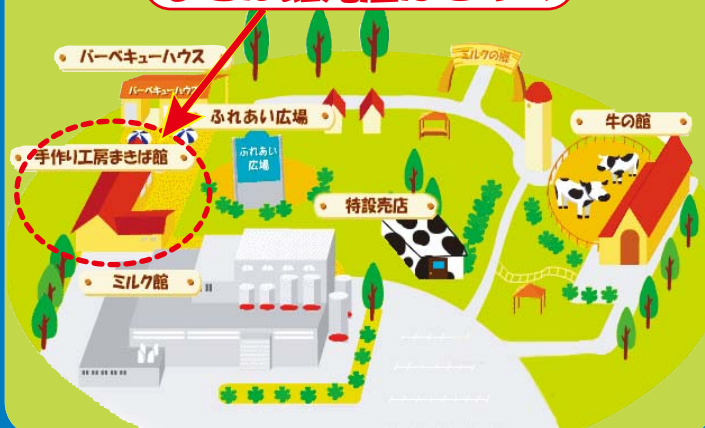 バーベキューハウス
バーベキューハウス
ミルクの郷
ふれあい広場
牛の館
手作り工房まきば館
ふれあい
広場
特設売店
ミルク館